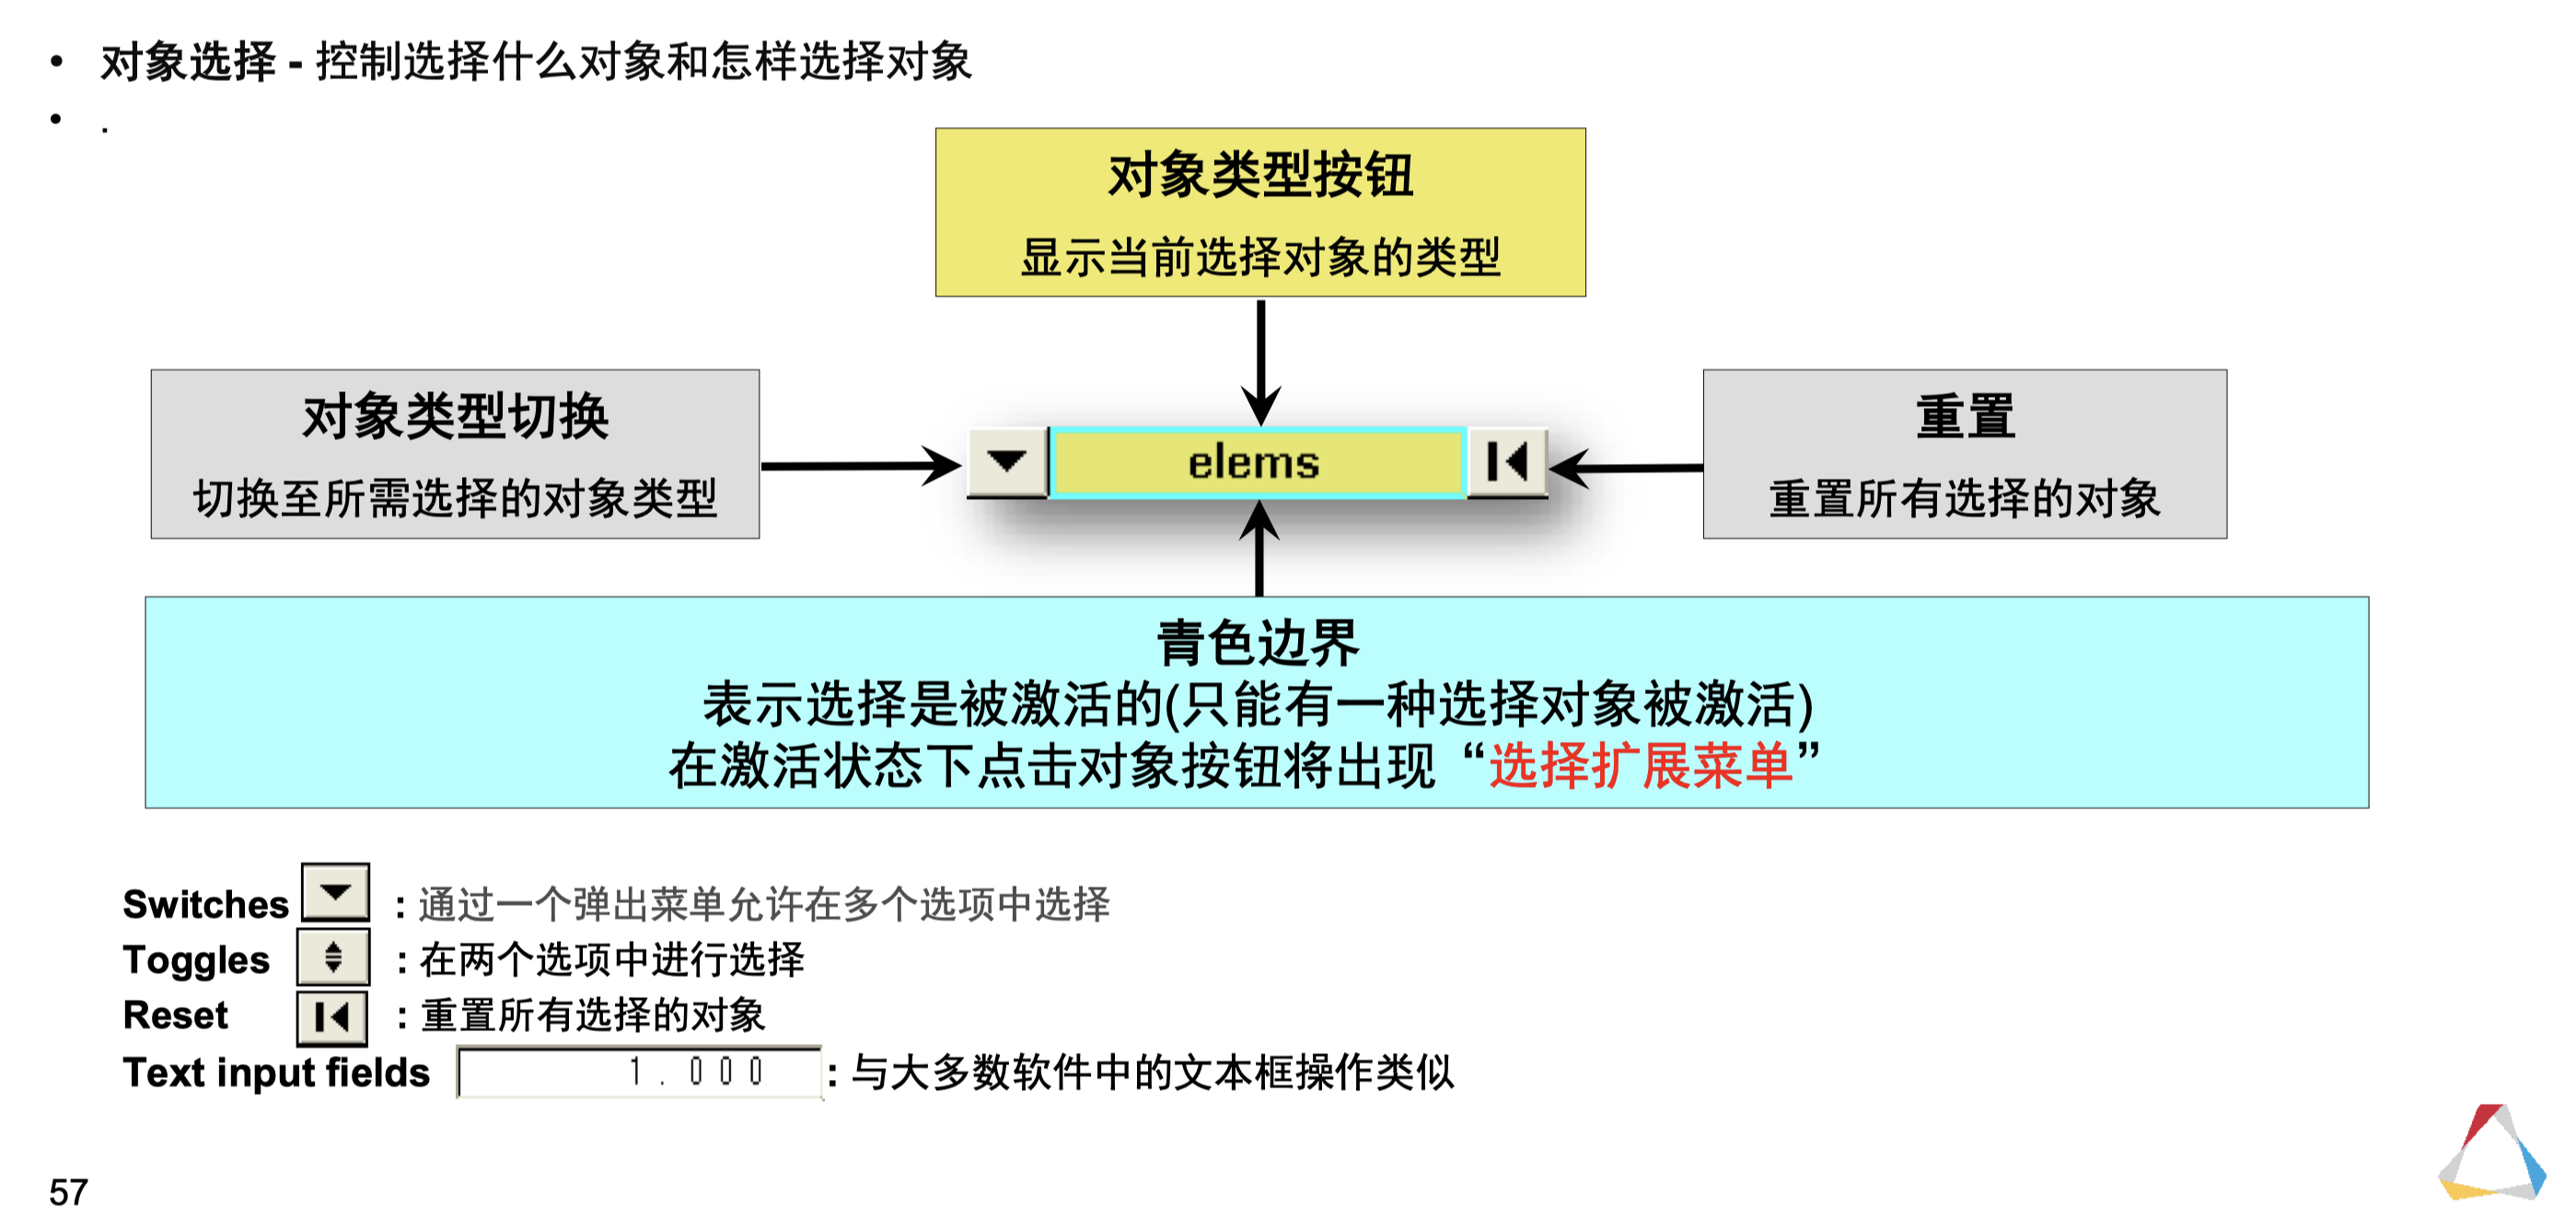 • 对象选择 - 控制选择什么对象和怎样选择对象
• .
对象类型按钮
显示当前选择对象的类型
对象类型切换
切换至所需选择的对象类型
elems
重置
重置所有选择的对象
青色边界
表示选择是被激活的(只能有一种选择对象被激活)
在激活状态下点击对象按钮将出现“选择扩展菜单”
Switches : 通过一个弹出菜单允许在多个选项中选择
Toggles : 在两个选项中进行选择
Reset : 重置所有选择的对象
Text input fields 1.000 : 与大多数软件中的文本框操作类似
57